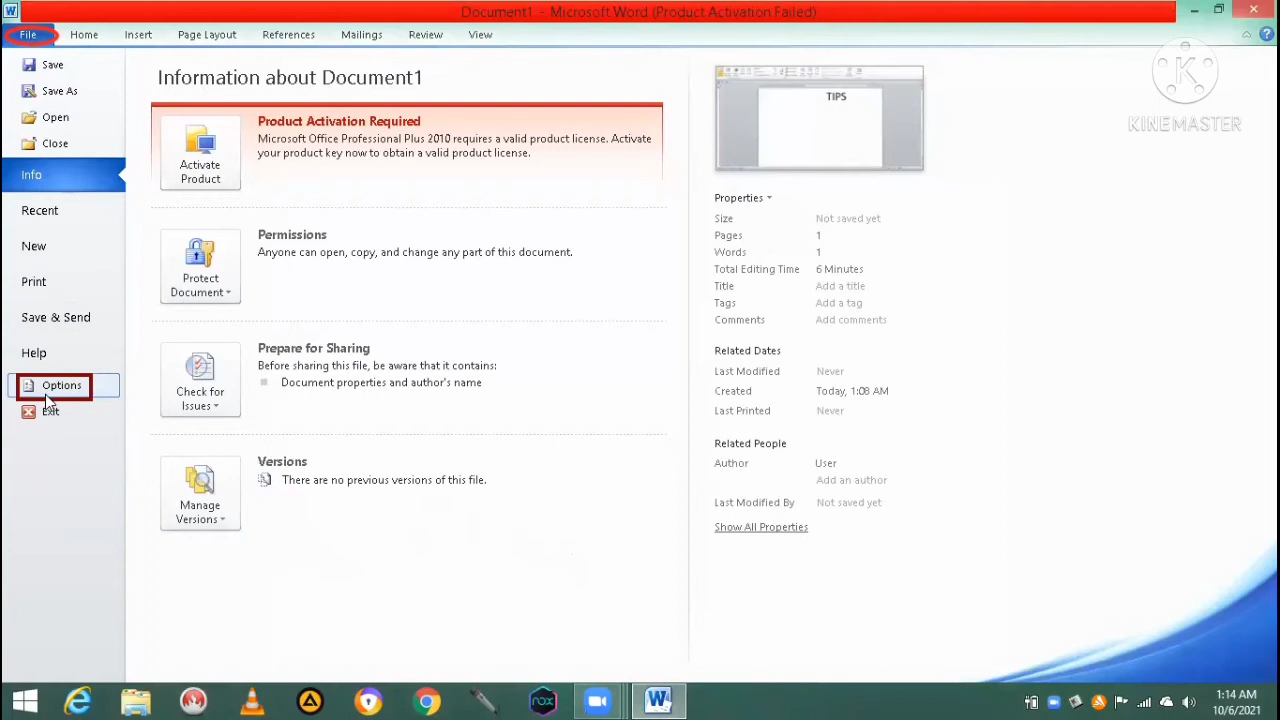 Document1 - Microsoft Word (Product Activation Failed)
File Home Insert Page Layout References Mailings Review View
Save
Save As
Open
Close
Info
Recent
New
Print
Save & Send
Help
Options
Exit
Information about Document1
Activate
Product
Product Activation Required
Microsoft Office Professional Plus 2010 requires a valid product license. Activate
your product key now to obtain a valid product license.
Protect
Document
Permissions
Anyone can open, copy, and change any part of this document.
Check for
Issues
Prepare for Sharing
Before sharing this file, be aware that it contains:
Document properties and author's name
Manage
Versions
Versions
There are no previous versions of this file.
TIPS
Properties
Size Not saved yet
Pages 1
Words 1
Total Editing Time 6 Minutes
Title Add a title
Tags Add a tag
Comments Add comments
Related Dates
Last Modified Never
Created Today, 1:08 AM
Last Printed Never
Related People
Author User
Add an author
Last Modified By Not saved yet
Show All Properties
K
KINEMASTER
nox
W
1:14 AM
10/6/2021